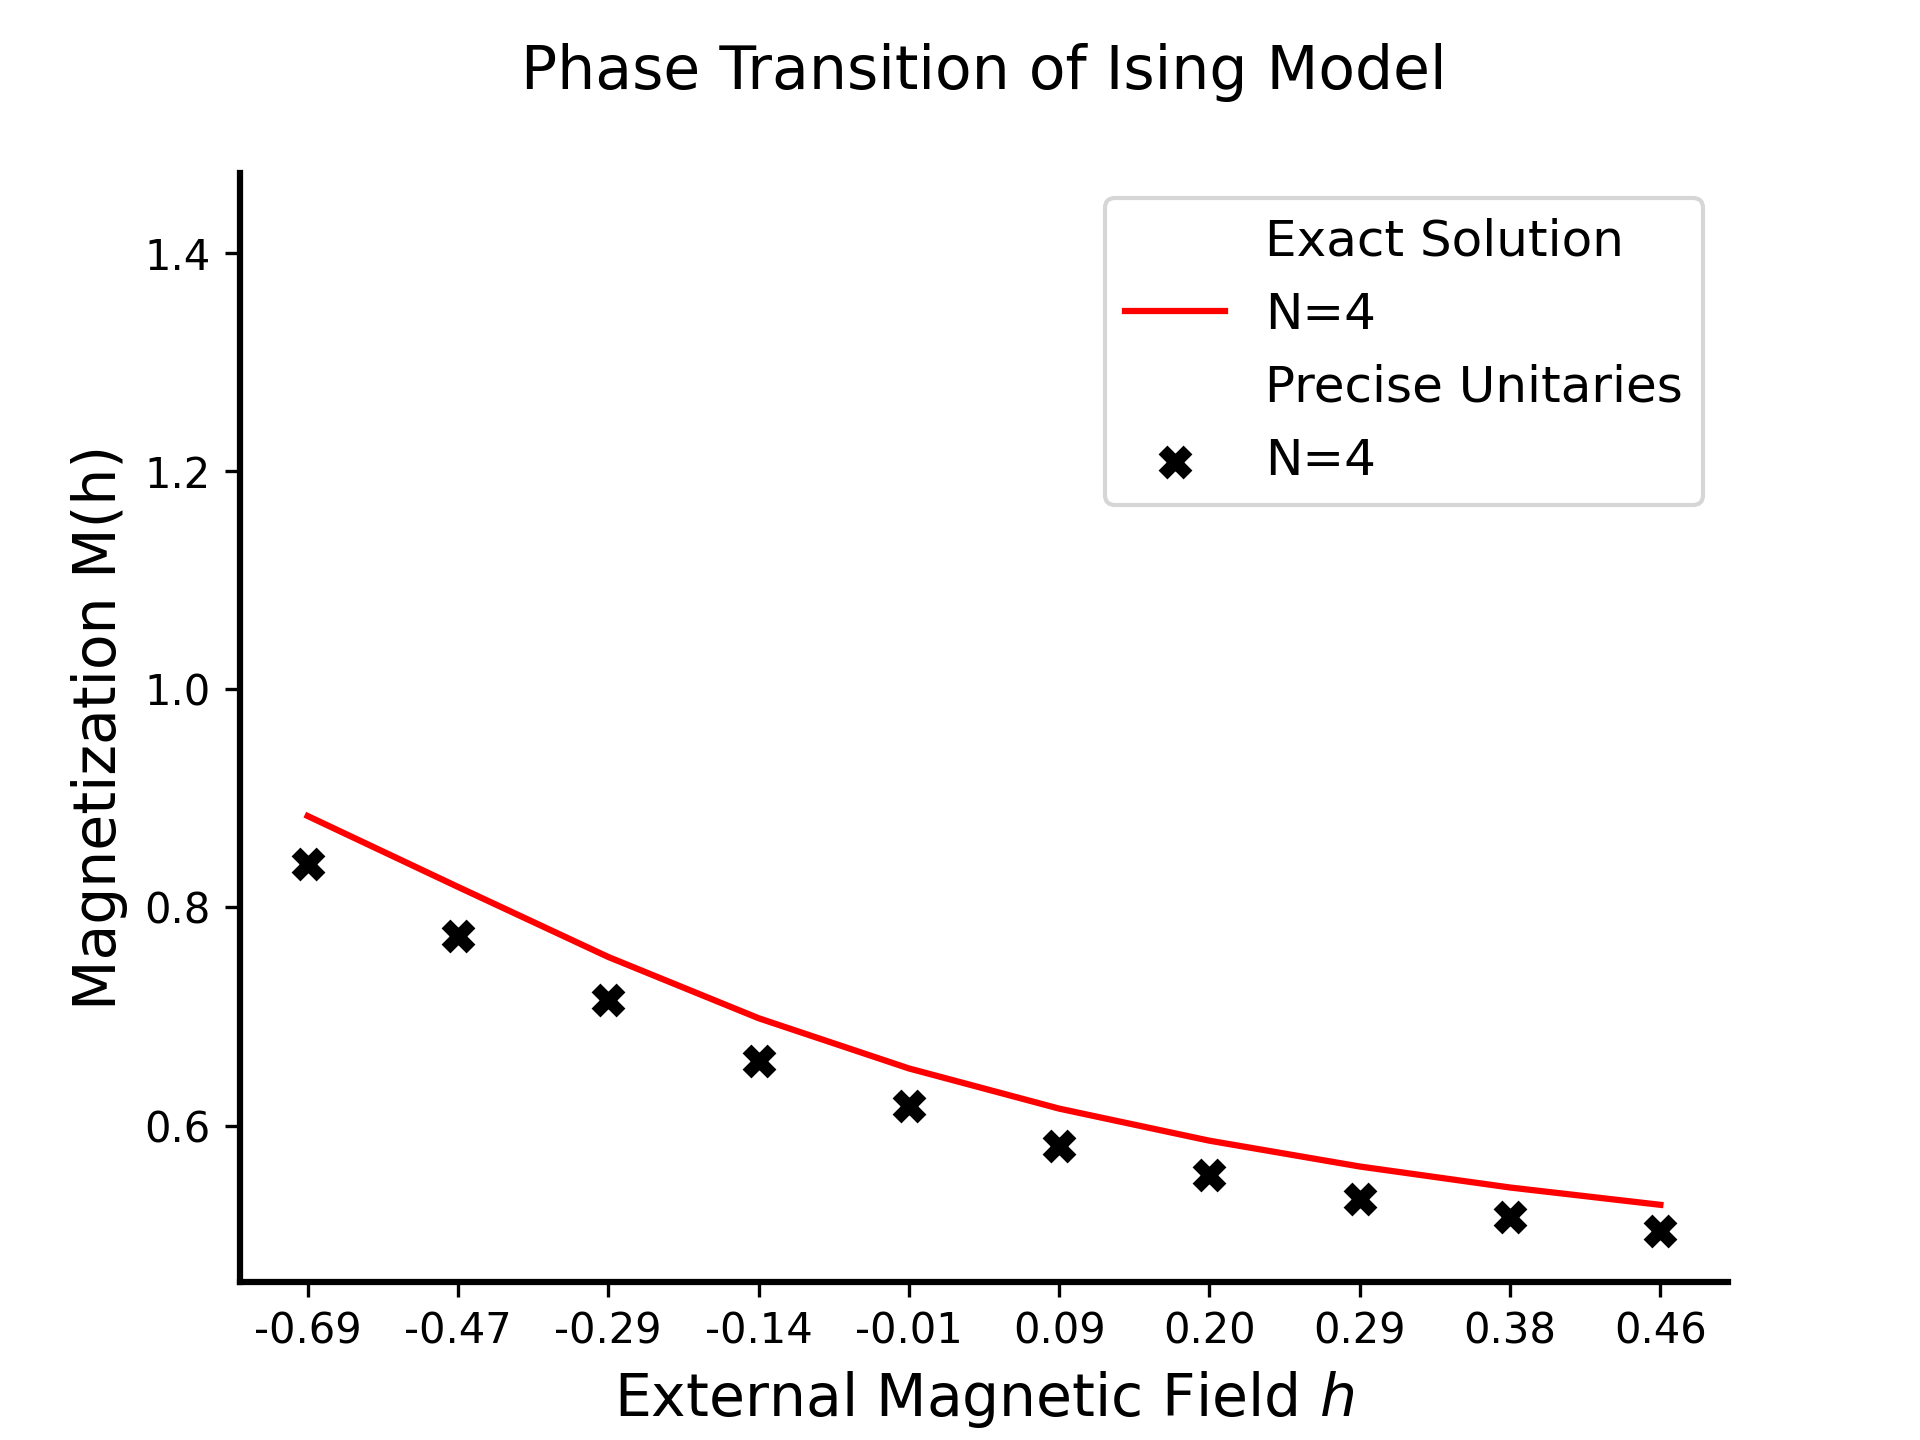 Phase Transition of Ising Model
Exact Solution
N=4
Precise Unitaries
N=4
Magnetization M(h)
1.4
1.2
1.0
0.8
0.6
-0.69 -0.47 -0.29 -0.14 -0.01 0.09 0.20 0.29 0.38 0.46
External Magnetic Field h